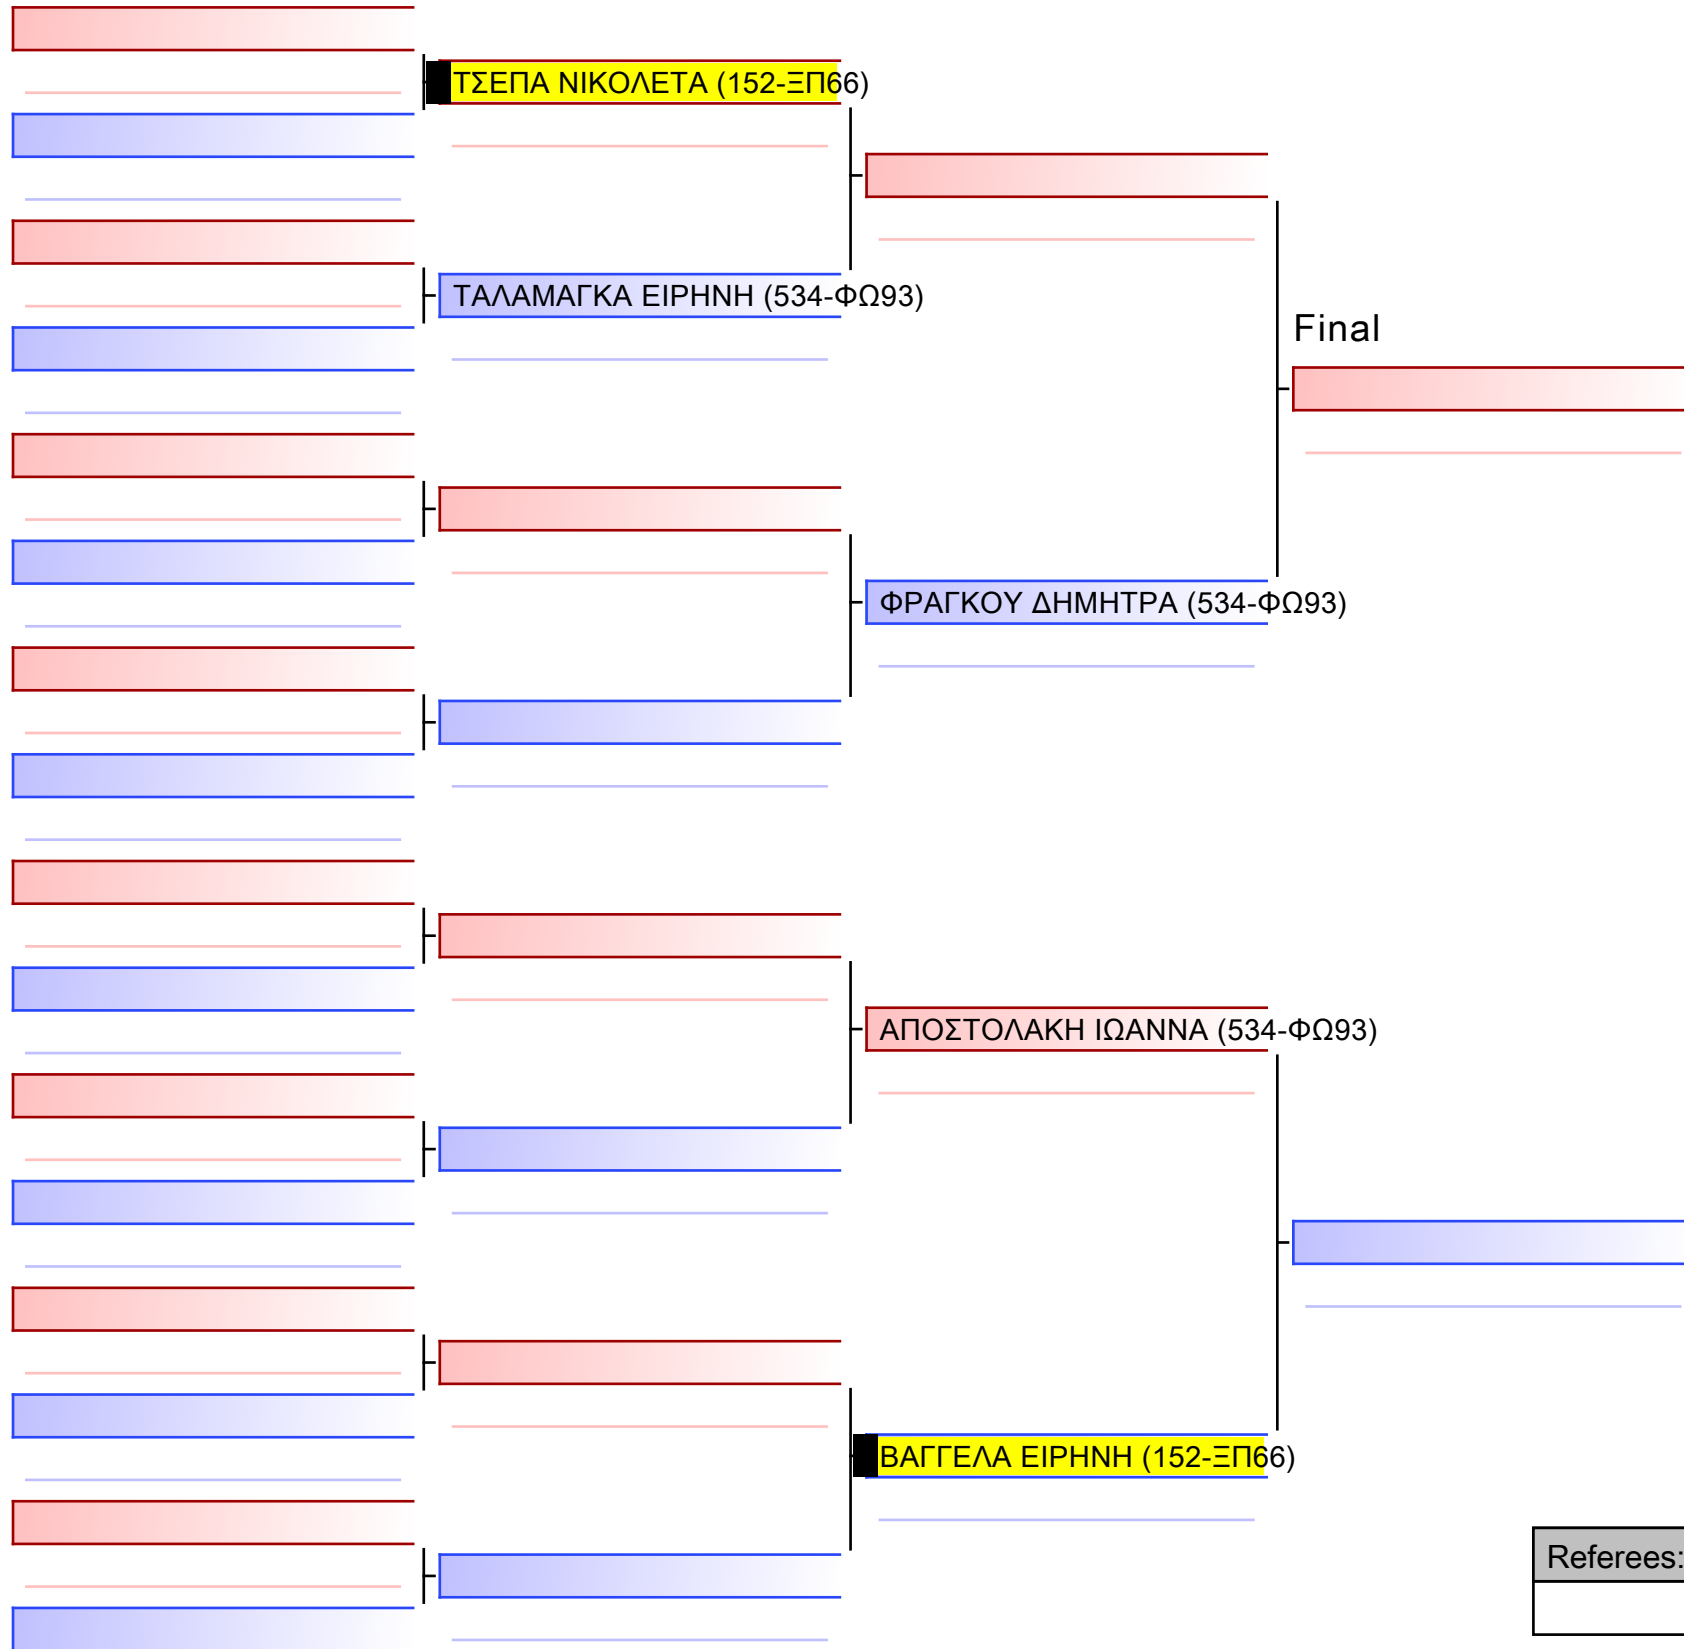 ΤΣΕΠΑ ΝΙΚΟΛΕΤΑ (152-ΞΠ66)
ΤΑΛΑΜΑΓΚΑ ΕΙΡΗΝΗ (534-ΦΩ93)
Final
ΦΡΑΓΚΟΥ ΔΗΜΗΤΡΑ (534-ΦΩ93)
ΑΠΟΣΤΟΛΑΚΗ ΙΩΑΝΝΑ (534-ΦΩ93)
ΒΑΓΓΕΛΑ ΕΙΡΗΝΗ (152-ΞΠ66)
Referees: